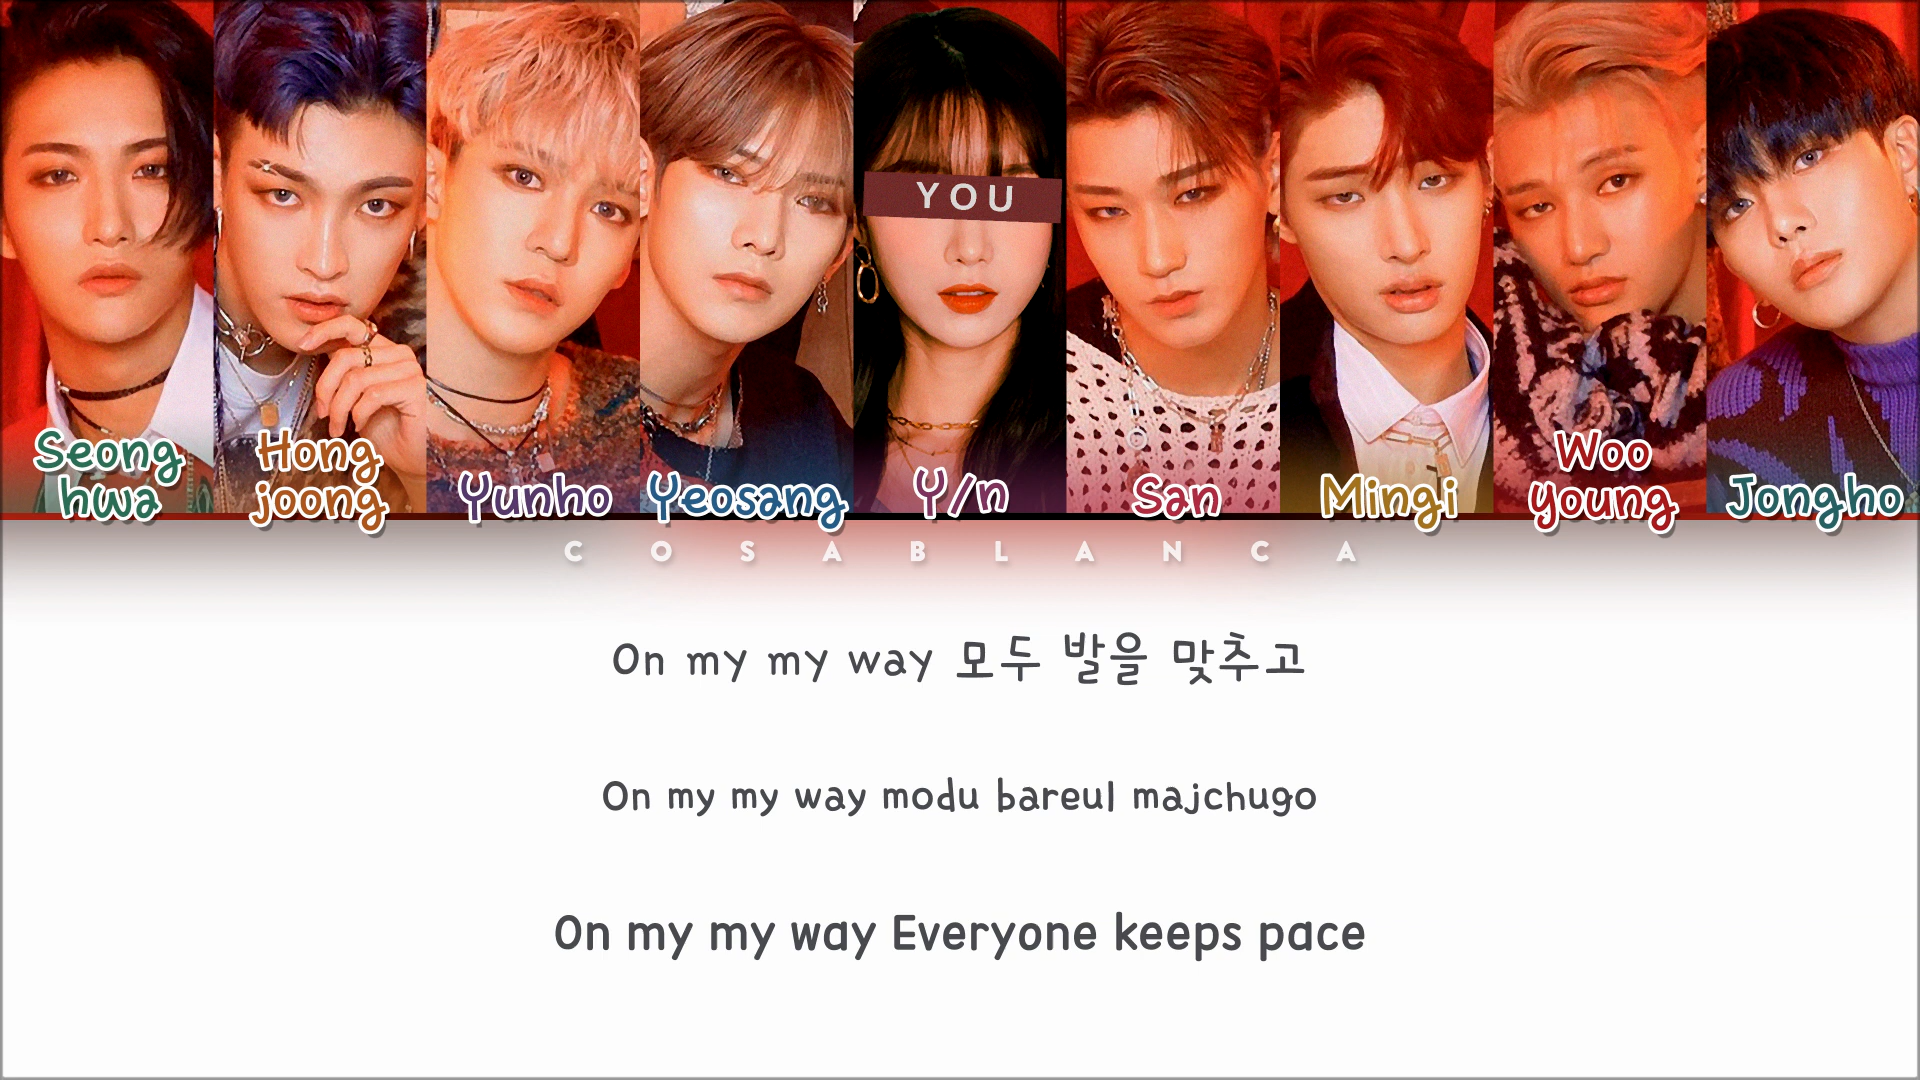 YOU
Seong
hwa
Hong
joong
Yunho
Yeosang
Y/n
San
Mingi
Woo
young
Jongho
COSABLANCA
On my my way 모두 발을 맞추고
On my my way modu bareul majchugo
On my my way Everyone keeps pace